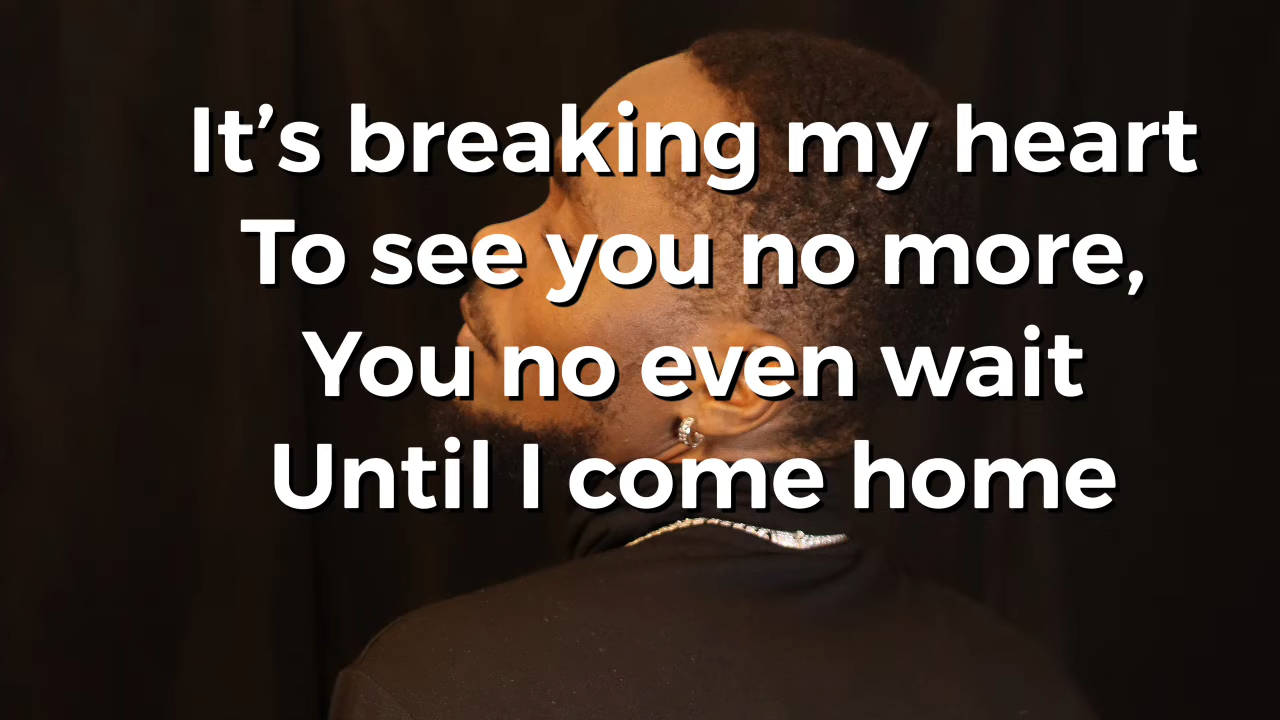 It’s breaking my heart
To see you no more,
You no even wait
Until I come home